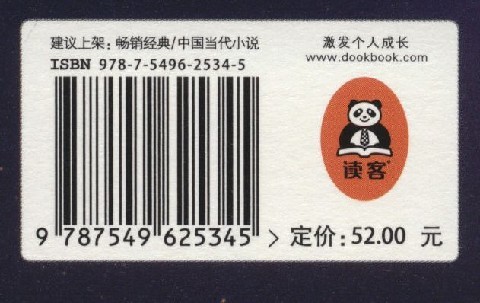 建议上架：畅销经典/中国当代小说
ISBN 978-7-5496-2534-5
激发个人成长
www.dookbook.com
读客®
9 787549 625345 >
定价：52.00 元